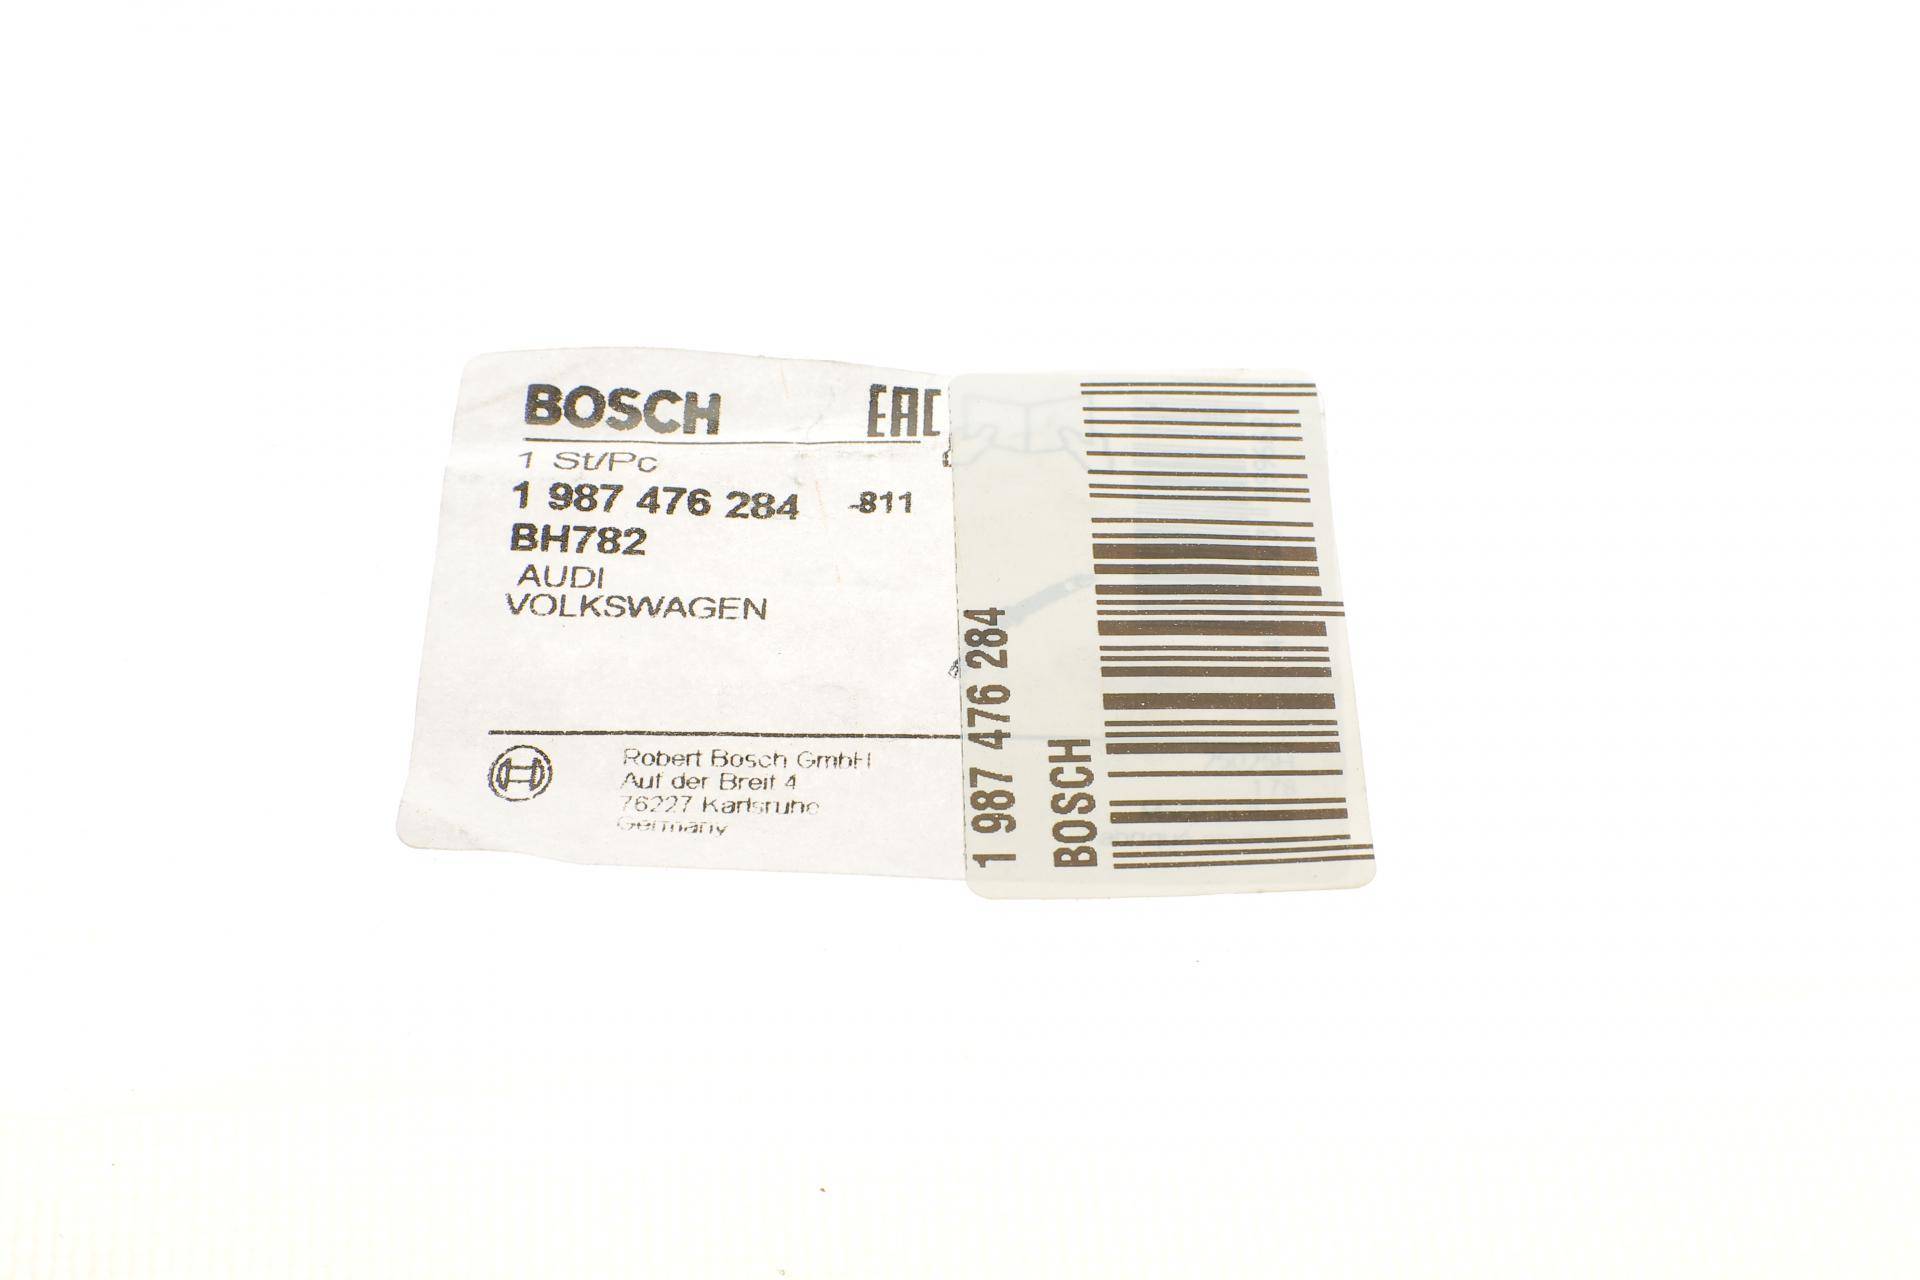 BOSCH EAC
1 St/Pc
1 987 476 284 -811
BH782
AUDI
VOLKSWAGEN
Robert Bosch GmbH
Auf der Breit 4
76227 Karlsruhe
Germany
1 987 476 284
BOSCH